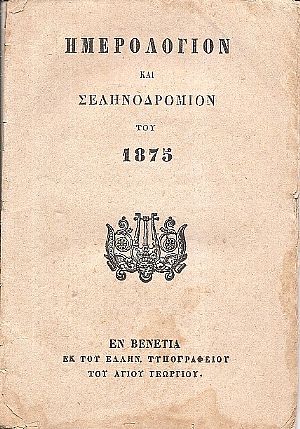 ΗΜΕΡΟΛΟΓΙΟΝ
ΚΑΙ
ΣΕΛΗΝΟΔΡΟΜΙΟΝ
ΤΟΥ
1875
ΕΝ ΒΕΝΕΤΙΑ
ΕΚ ΤΟΥ ΕΛΛΗΝ. ΤΥΠΟΓΡΑΦΕΙΟΥ
ΤΟΥ ΑΓΙΟΥ ΓΕΩΡΓΙΟΥ.